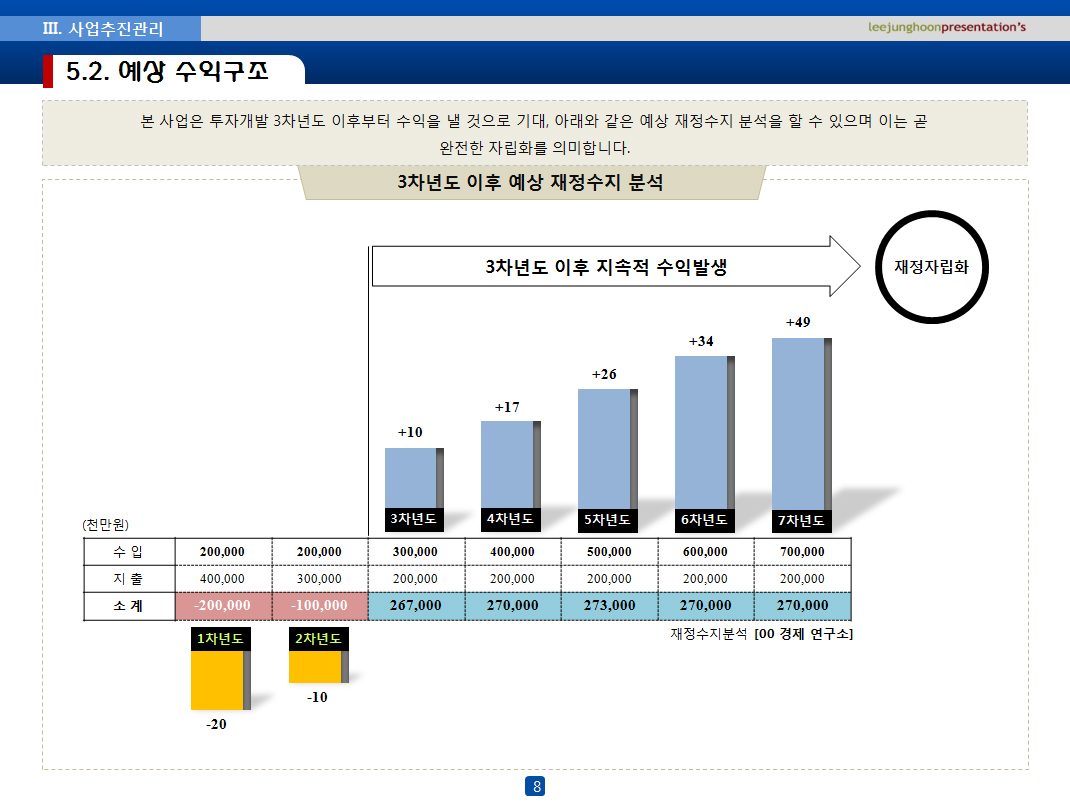 III. 사업추진관리
leejunghoonpresentation's
5.2. 예상 수익구조
본 사업은 투자개발 3차년도 이후부터 수익을 낼 것으로 기대, 아래와 같은 예상 재정수지 분석을 할 수 있으며 이는 곧
완전한 자립화를 의미합니다.
3차년도 이후 예상 재정수지 분석
3차년도 이후 지속적 수익발생
재정자립화
+10
+17
+26
+34
+49
3차년도
4차년도
5차년도
6차년도
7차년도
(천만원)
수 입 200,000 200,000 300,000 400,000 500,000 600,000 700,000
지 출 400,000 300,000 200,000 200,000 200,000 200,000 200,000
소 계 -200,000 -100,000 267,000 270,000 273,000 270,000 270,000
재정수지분석 [00 경제 연구소]
1차년도
2차년도
-10
-20
8